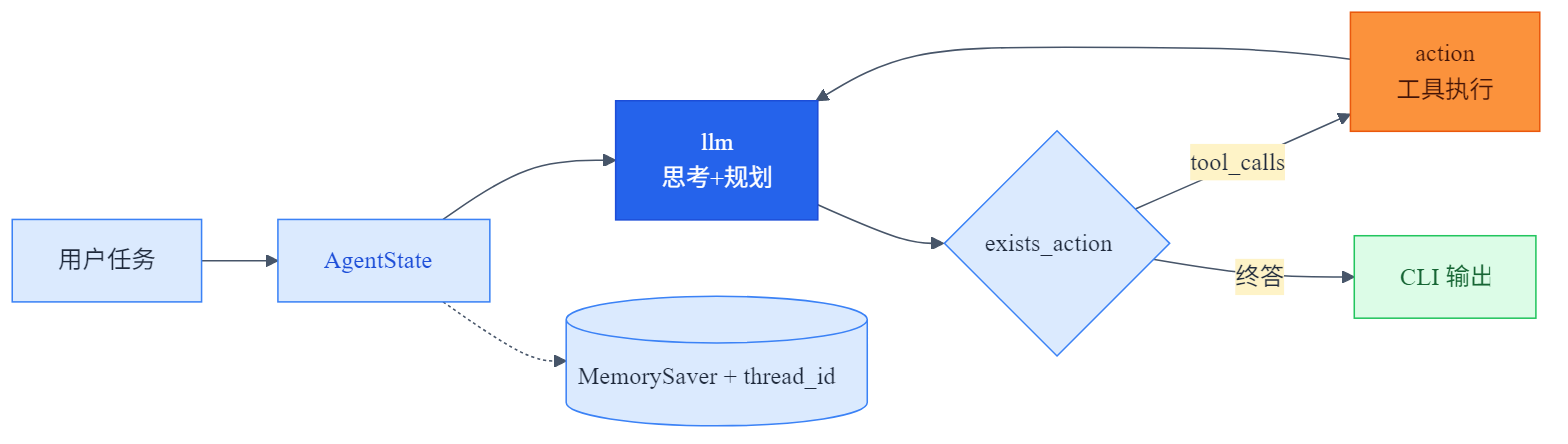 用户任务
AgentState
llm
思考+规划
MemorySaver + thread_id
exists_action
tool_calls
终答
action
工具执行
CLI 输出